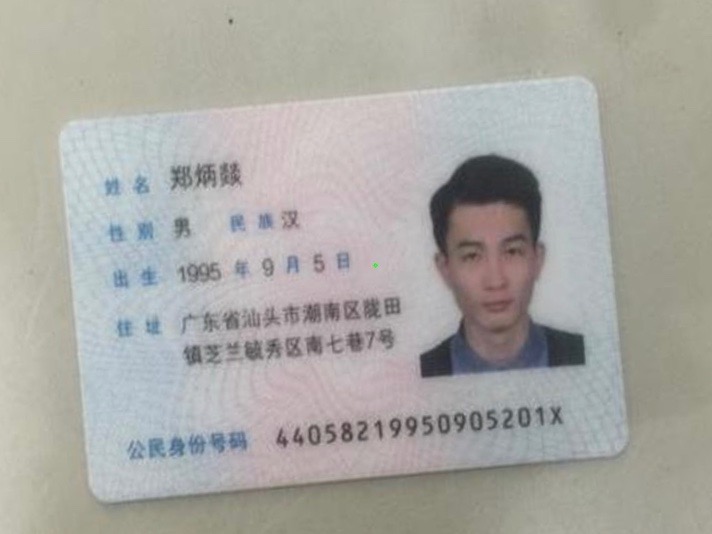 姓名 郑炳燚
性别 男 民族 汉
出生 1995 年 9 月 5 日
住址 广东省汕头市潮南区陇田
镇芝兰毓秀区南七巷7号
公民身份号码 44058219950905201X